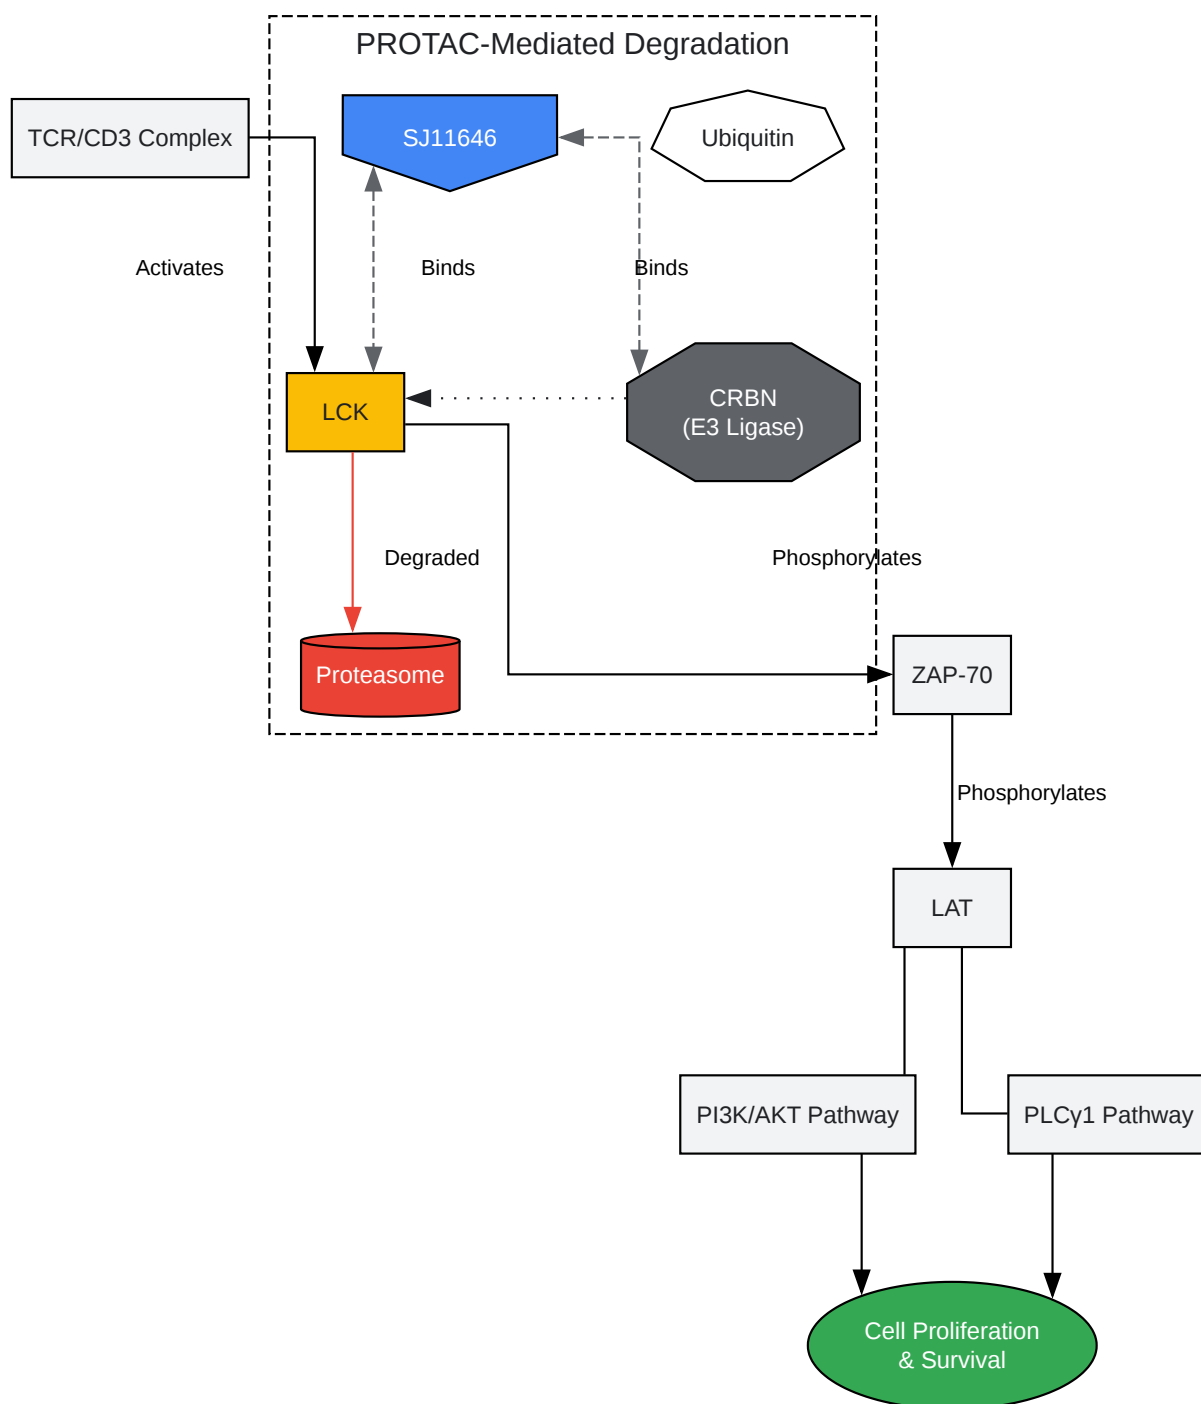 PROTAC-Mediated Degradation
TCR/CD3 Complex
SJ11646
Ubiquitin
Activates
Binds
Binds
LCK
CRBN
(E3 Ligase)
Degraded
Phosphorylates
Proteasome
ZAP-70
Phosphorylates
LAT
PI3K/AKT Pathway
PLCγ1 Pathway
Cell Proliferation
& Survival